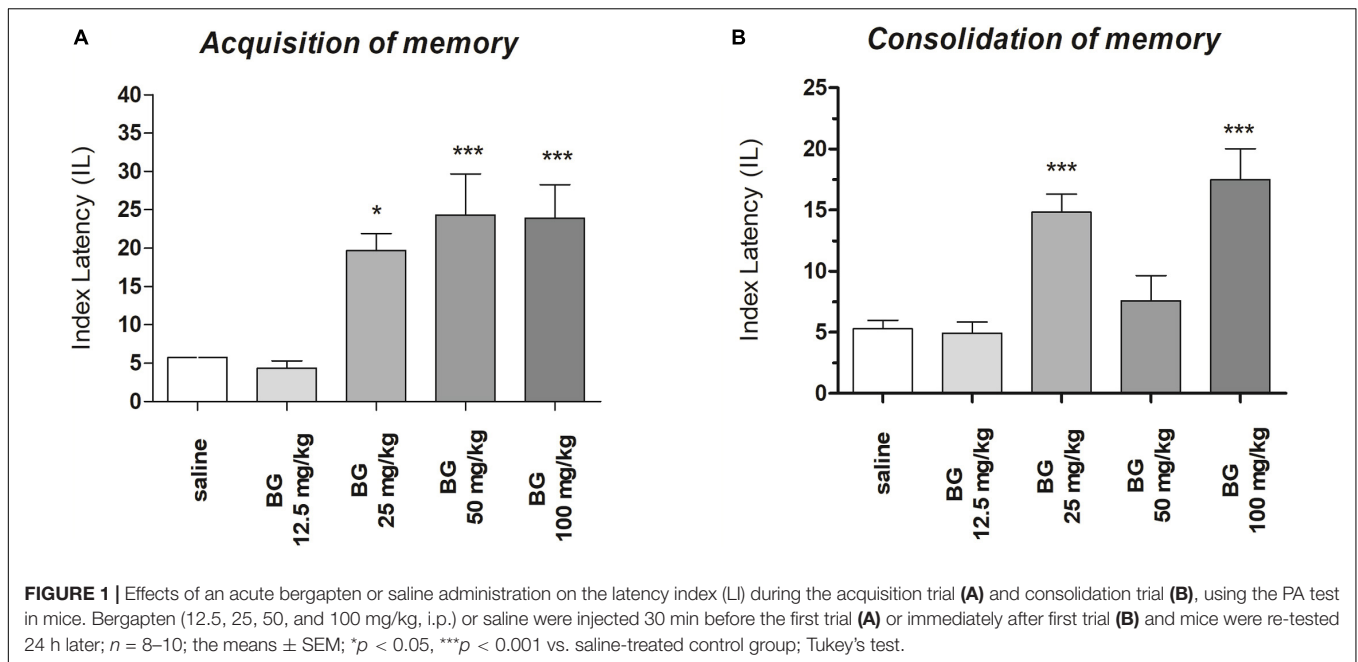 A
Acquisition of memory
Index Latency (IL)
40
35
30
25
20
15
10
5
0
*
***
***
saline
BG
12.5 mg/kg
BG
25 mg/kg
BG
50 mg/kg
BG
100 mg/kg
B
Consolidation of memory
Index Latency (IL)
25
20
15
10
5
0
***
***
saline
BG
12.5 mg/kg
BG
25 mg/kg
BG
50 mg/kg
BG
100 mg/kg
FIGURE 1 | Effects of an acute bergapten or saline administration on the latency index (LI) during the acquisition trial (A) and consolidation trial (B), using the PA test
in mice. Bergapten (12.5, 25, 50, and 100 mg/kg, i.p.) or saline were injected 30 min before the first trial (A) or immediately after first trial (B) and mice were re-tested
24 h later; n = 8–10; the means ± SEM; *p < 0.05, ***p < 0.001 vs. saline-treated control group; Tukey's test.